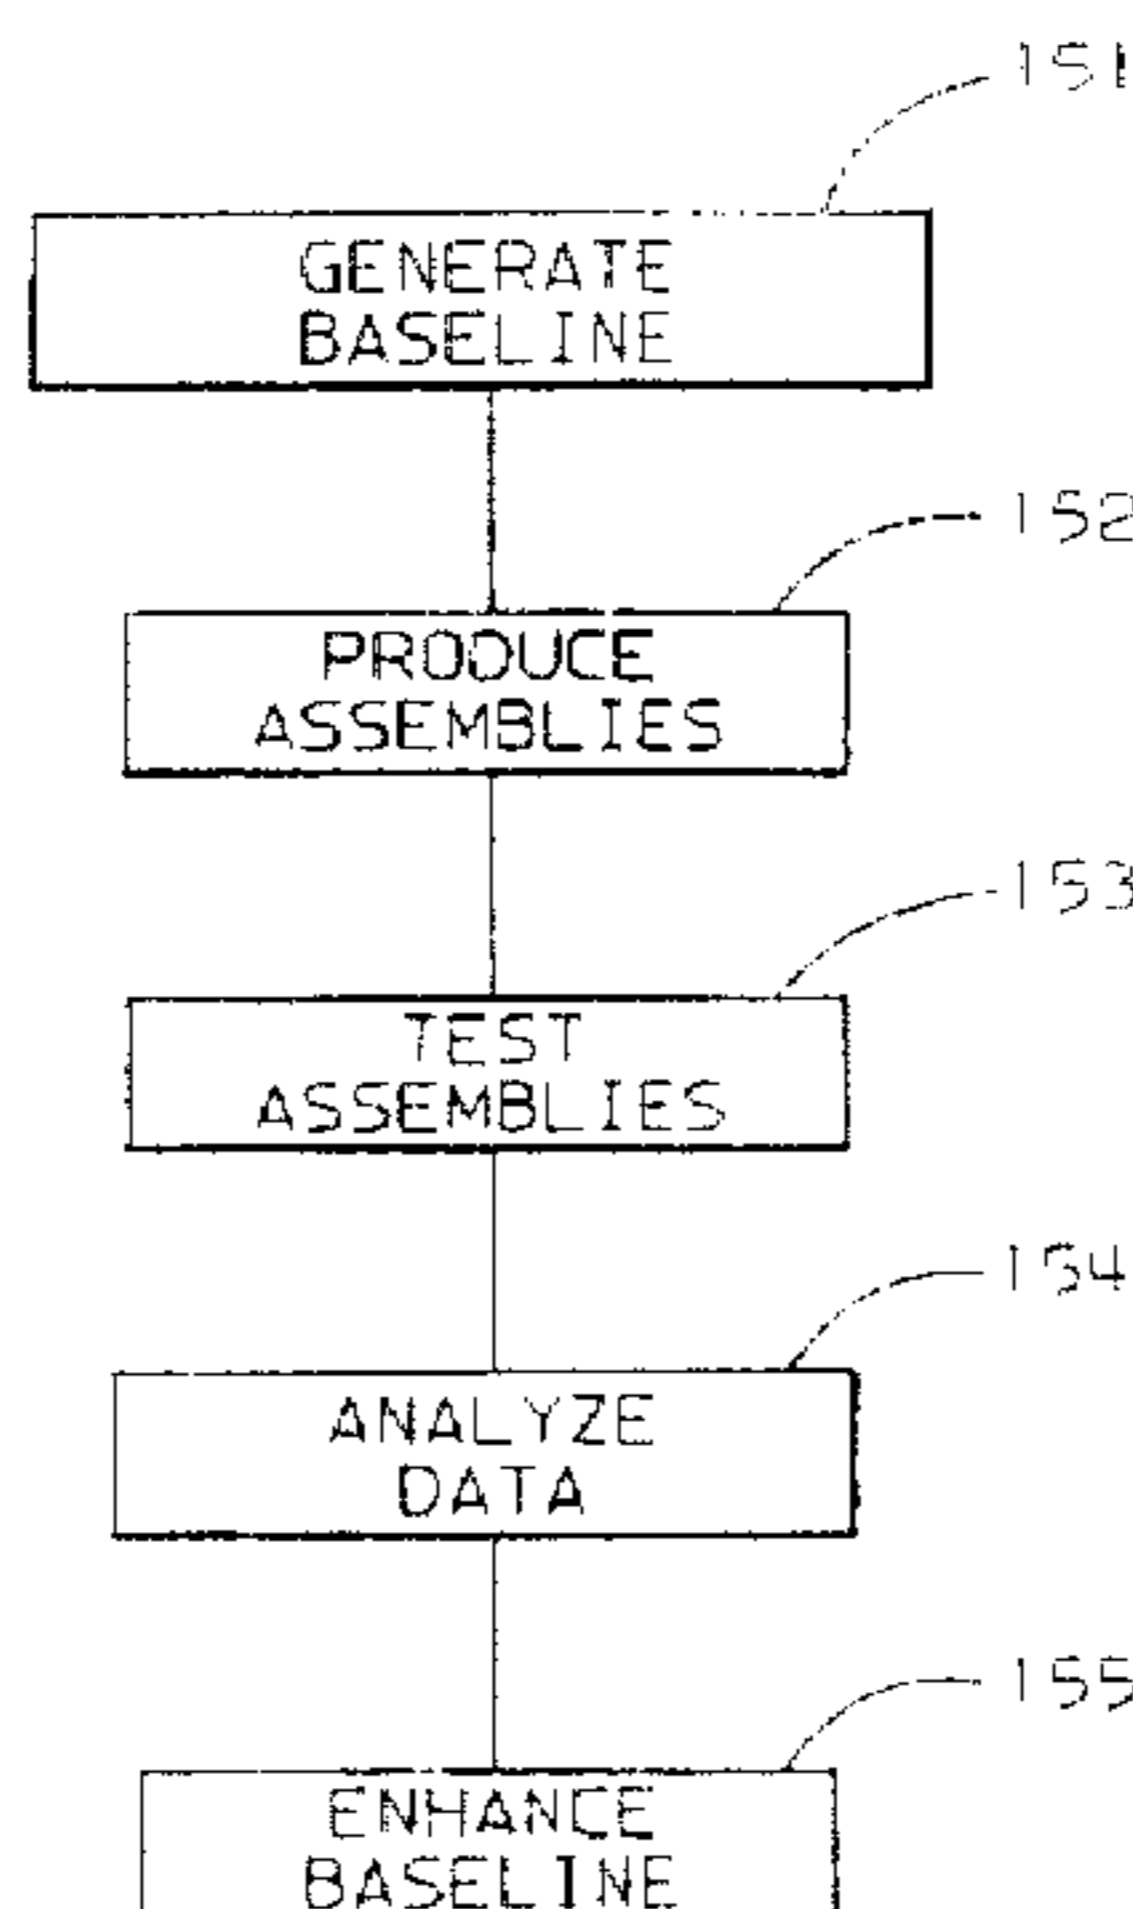 151
GENERATE
BASELINE
152
PRODUCE
ASSEMBLIES
153
TEST
ASSEMBLIES
154
ANALYZE
DATA
155
ENHANCE
BASELINE